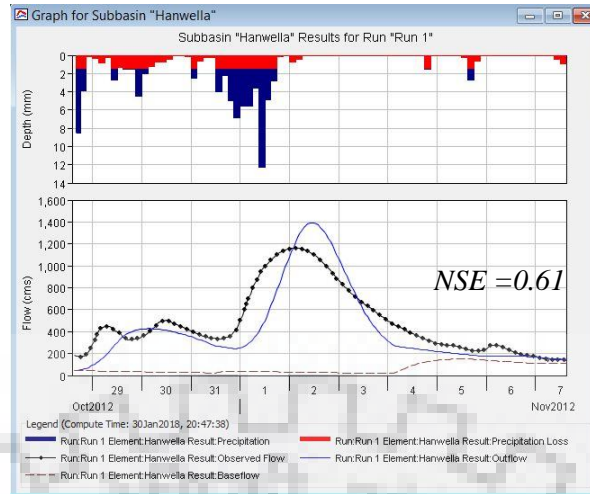 Graph for Subbasin "Hanwella"
Subbasin "Hanwella" Results for Run "Run 1"
0
2
4
6
8
10
12
14
Depth (mm)
1,600
1,400
1,200
1,000
800
600
400
200
0
Flow (cms)
NSE =0.61
29 30 31 1 2 3 4 5 6 7
Oct2012 Nov2012
Legend (Compute Time: 30Jan2018, 20:47:38)
Run:Run 1 Element:Hanwella Result:Precipitation Run:Run 1 Element:Hanwella Result:Precipitation Loss
Run:Run 1 Element:Hanwella Result:Observed Flow Run:Run 1 Element:Hanwella Result:Outflow
Run:Run 1 Element:Hanwella Result:Baseflow